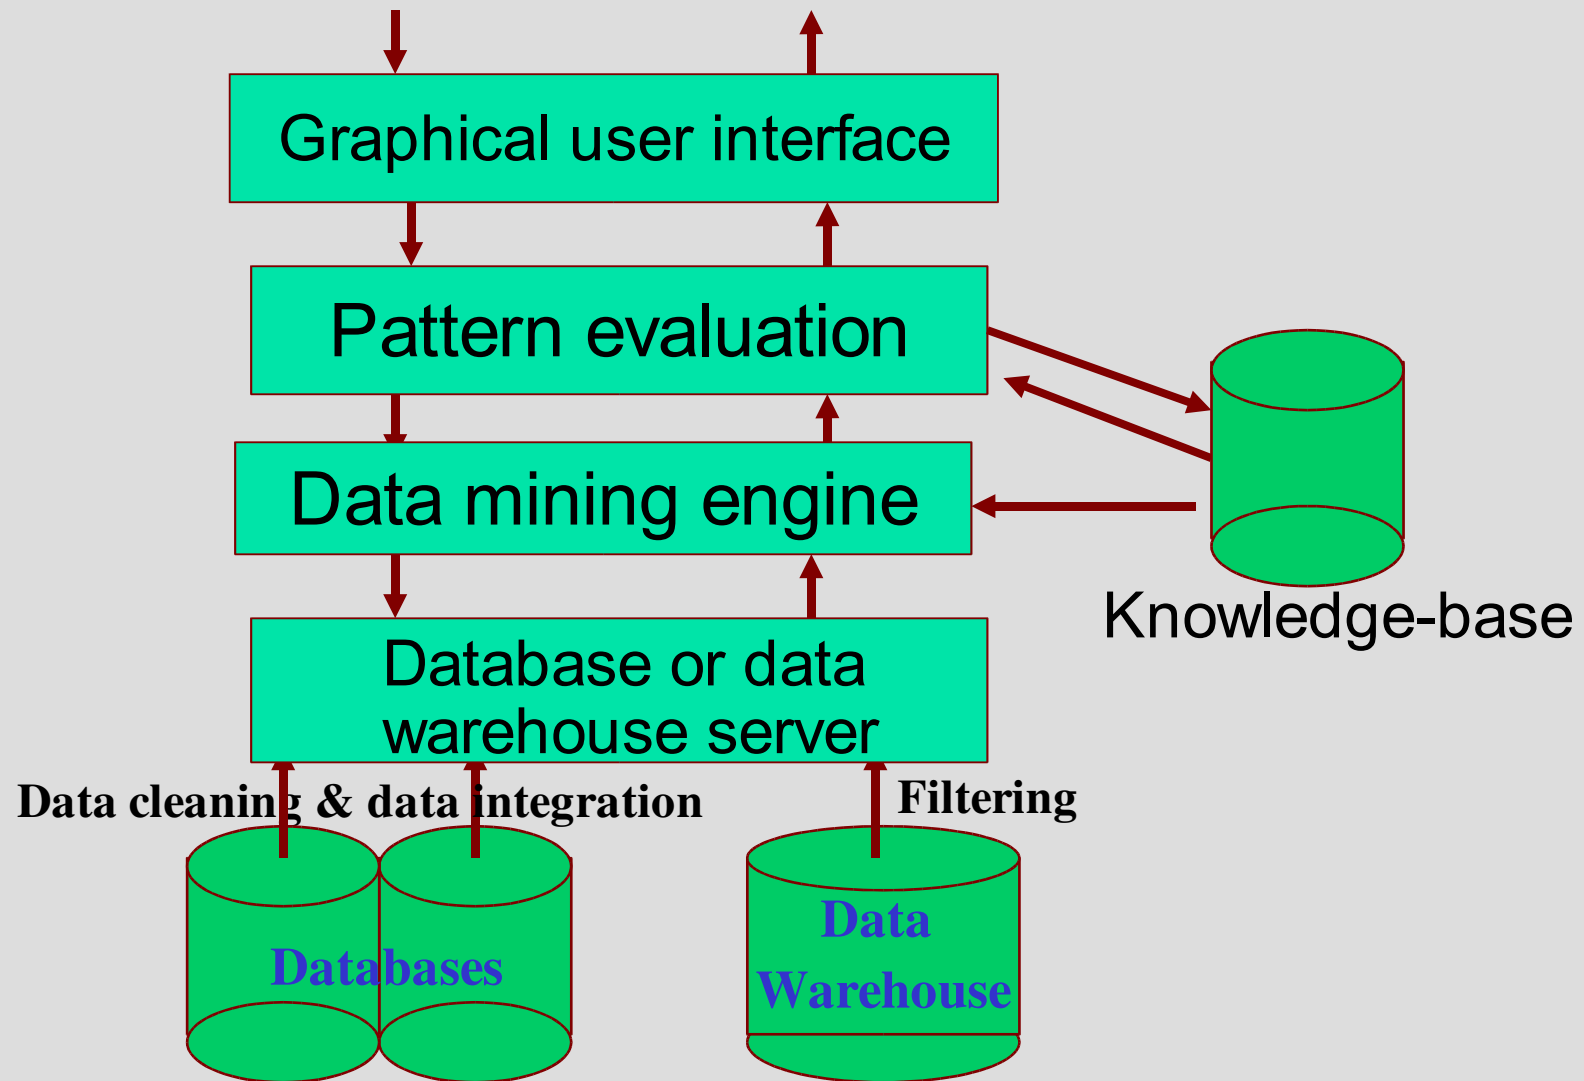 Graphical user interface
Pattern evaluation
Data mining engine
Knowledge-base
Database or data
warehouse server
Data cleaning & data integration
Filtering
Databases
Data
Warehouse